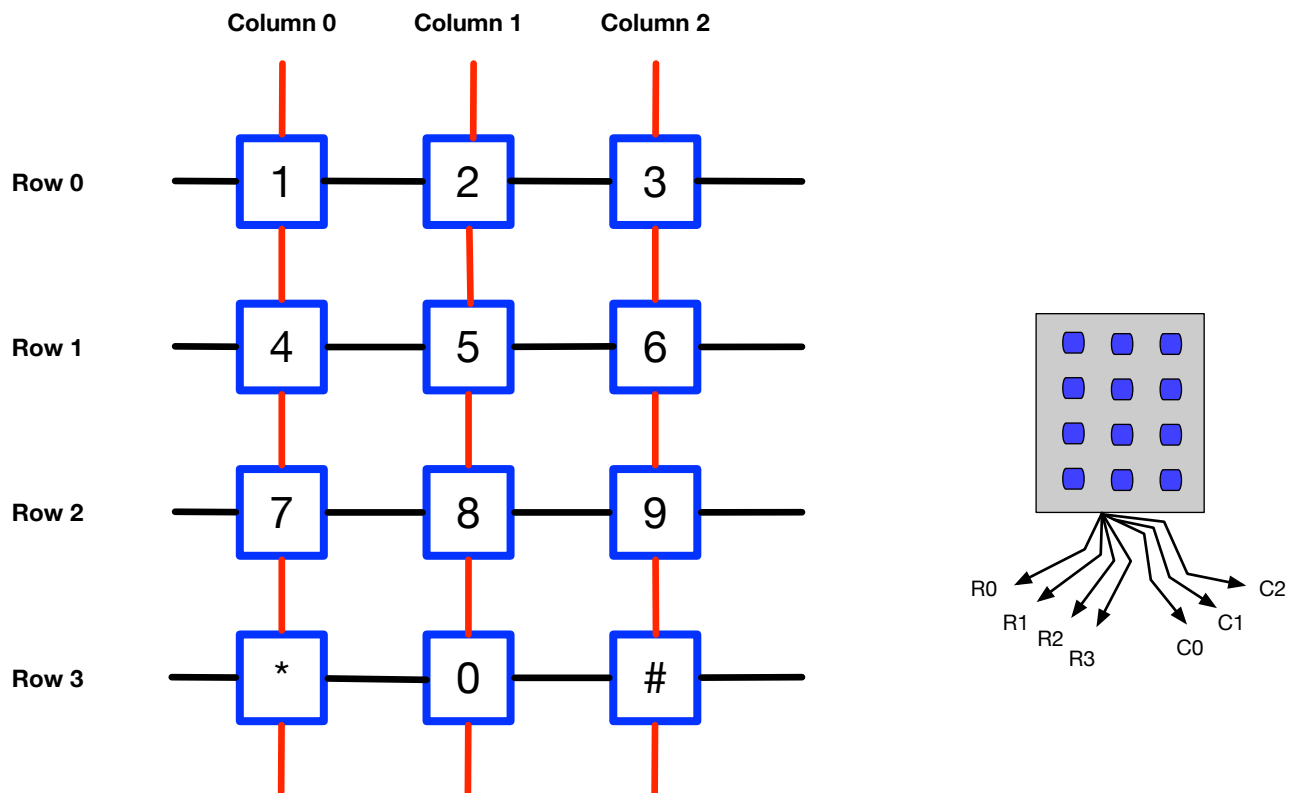 Column 0 Column 1 Column 2
Row 0 1 2 3
Row 1 4 5 6
Row 2 7 8 9
Row 3 * 0 #
R0 C2
R1 C1
R2 C0
R3